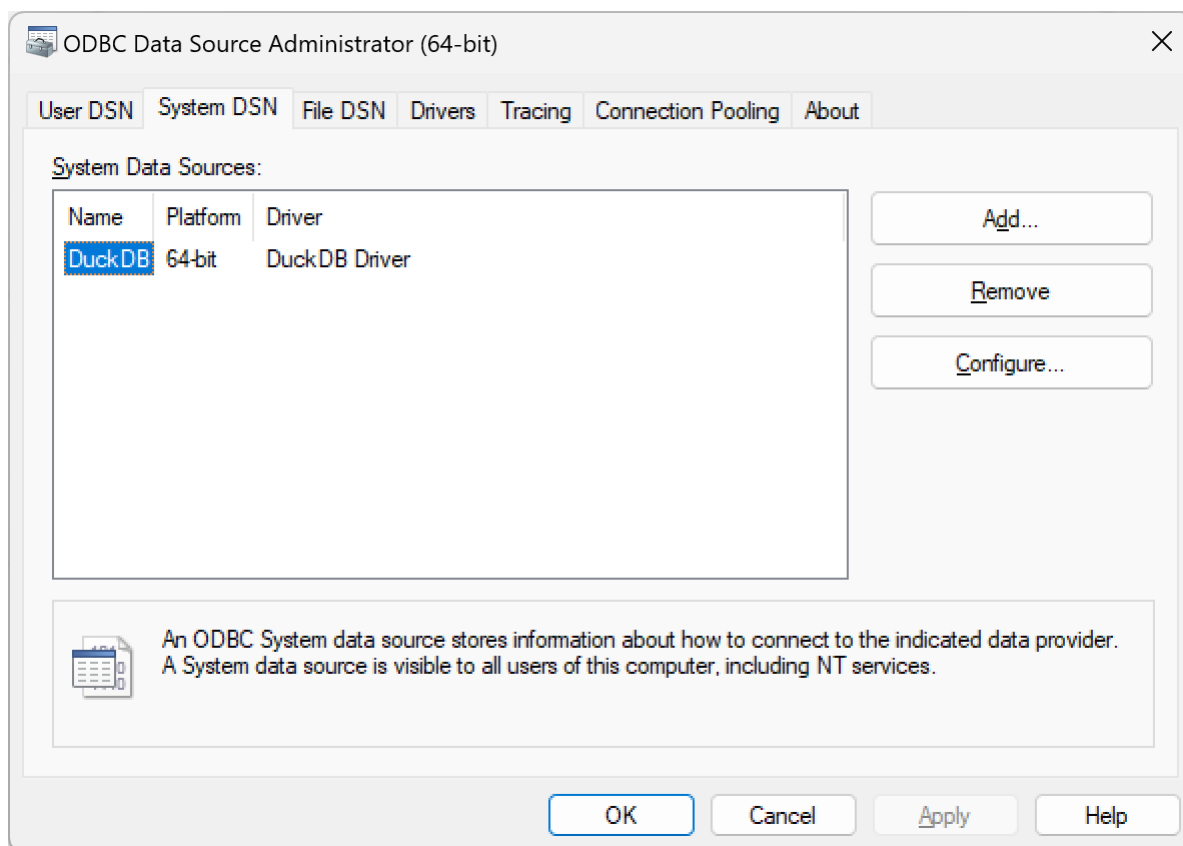 ODBC Data Source Administrator (64-bit)
User DSN System DSN File DSN Drivers Tracing Connection Pooling About
System Data Sources:
Name Platform Driver
DuckDB 64-bit DuckDB Driver
Add...
Remove
Configure...
An ODBC System data source stores information about how to connect to the indicated data provider.
A System data source is visible to all users of this computer, including NT services.
OK Cancel Apply Help